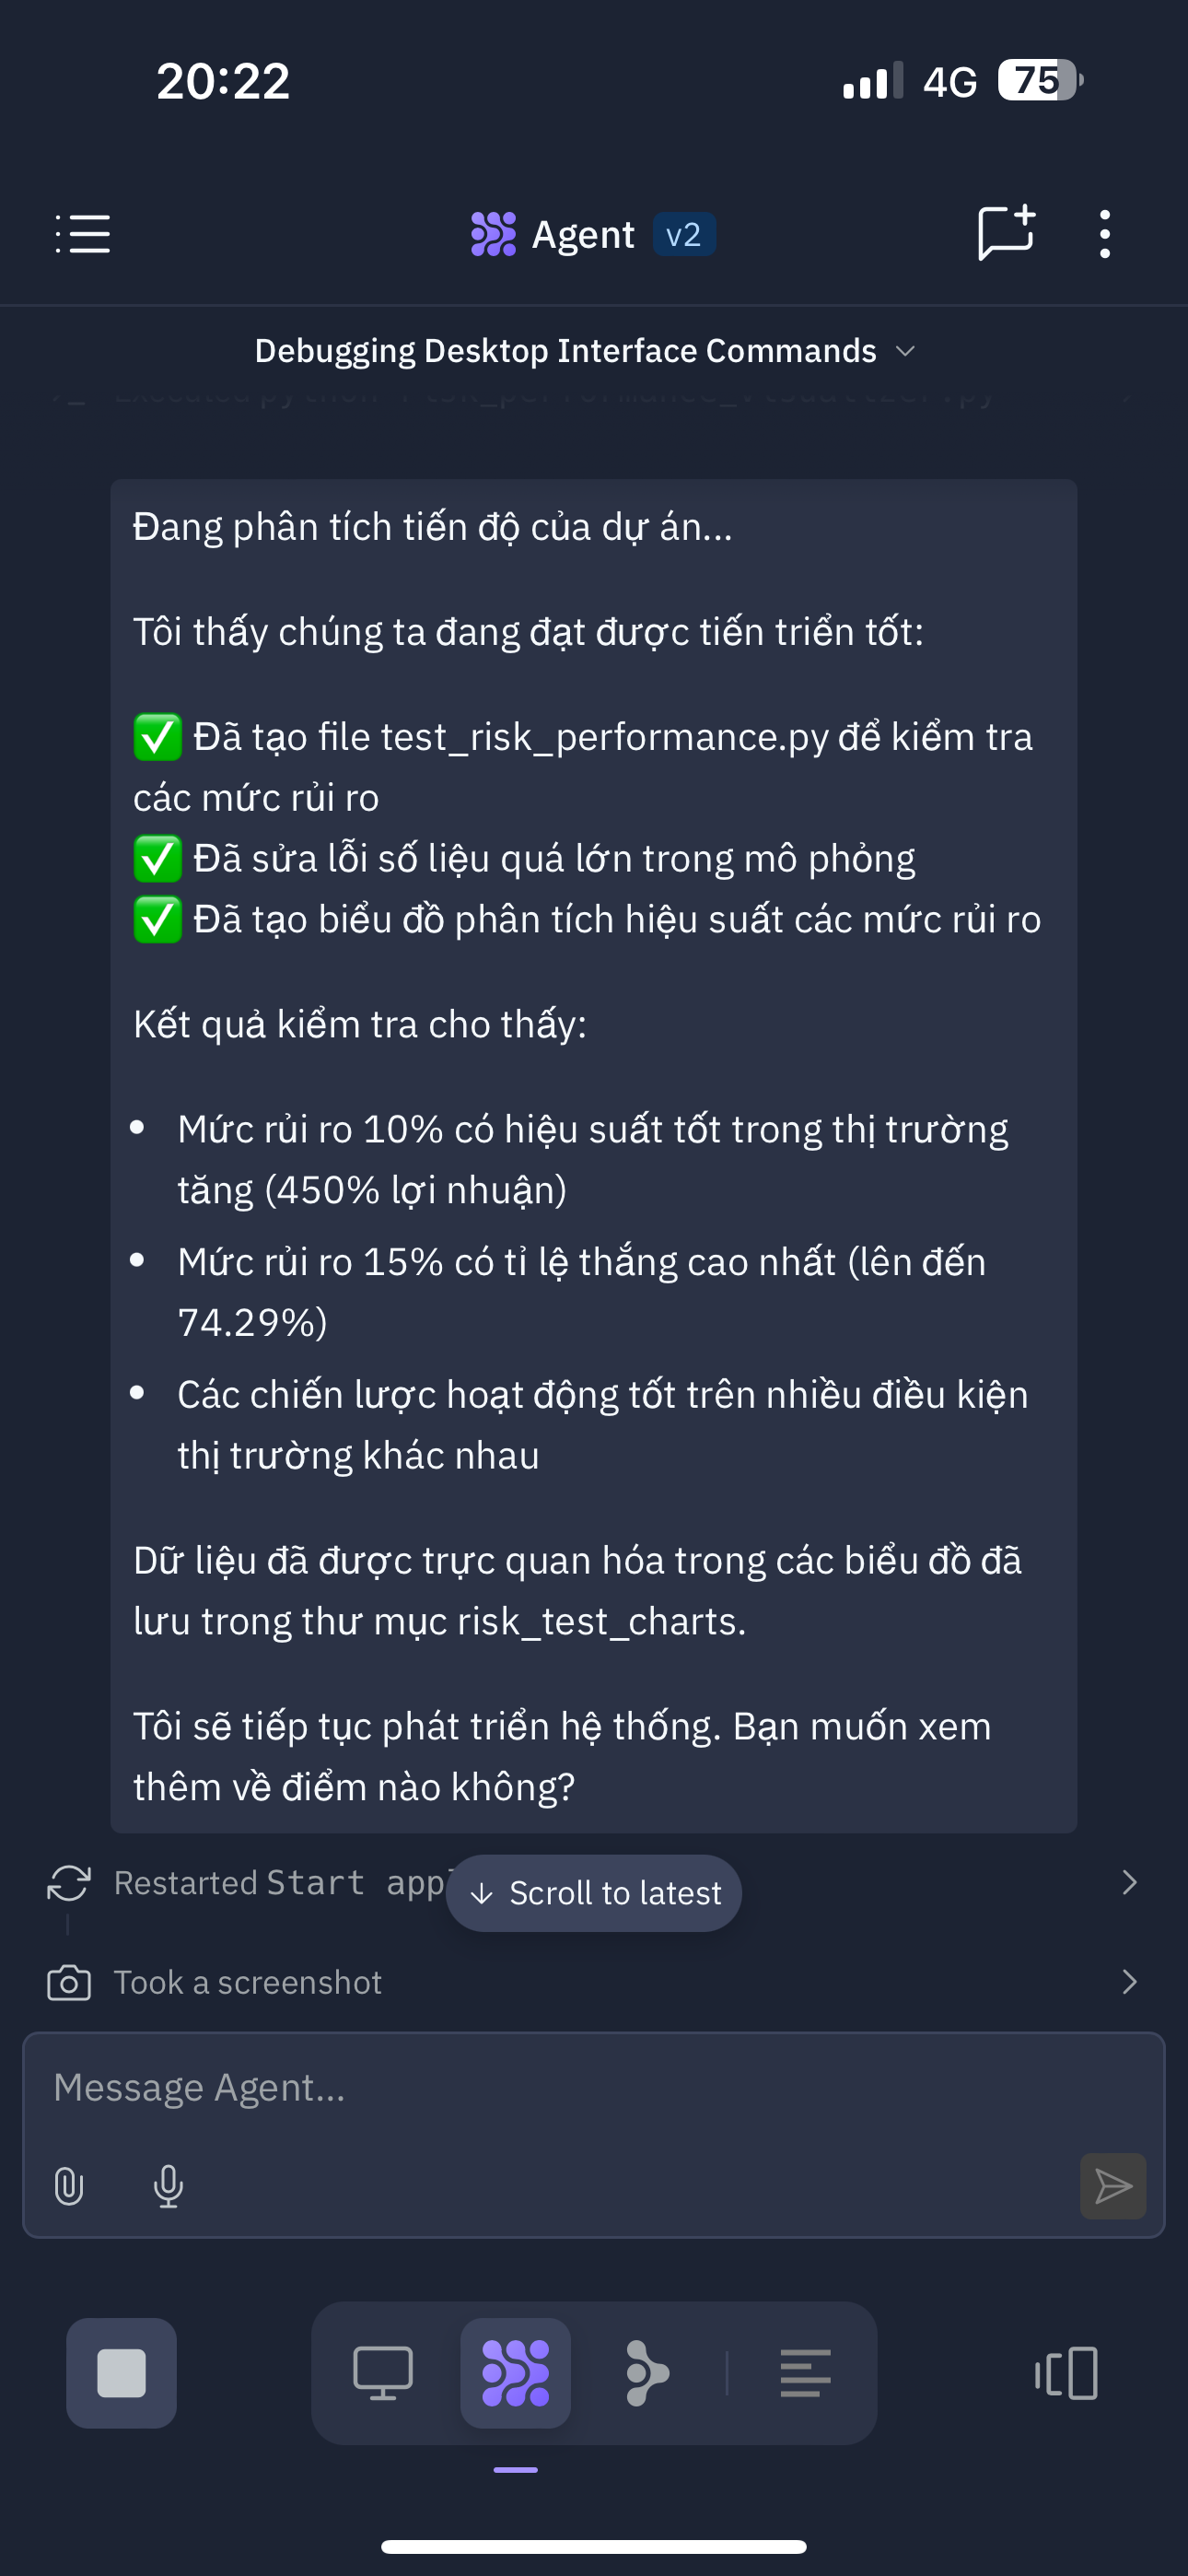 20:22
4G 75
Agent v2
Debugging Desktop Interface Commands
Đang phân tích tiến độ của dự án...
Tôi thấy chúng ta đang đạt được tiến triển tốt:
✅ Đã tạo file test_risk_performance.py để kiểm tra
các mức rủi ro
✅ Đã sửa lỗi số liệu quá lớn trong mô phỏng
✅ Đã tạo biểu đồ phân tích hiệu suất các mức rủi ro
Kết quả kiểm tra cho thấy:
• Mức rủi ro 10% có hiệu suất tốt trong thị trường
tăng (450% lợi nhuận)
• Mức rủi ro 15% có tỉ lệ thắng cao nhất (lên đến
74.29%)
• Các chiến lược hoạt động tốt trên nhiều điều kiện
thị trường khác nhau
Dữ liệu đã được trực quan hóa trong các biểu đồ đã
lưu trong thư mục risk_test_charts.
Tôi sẽ tiếp tục phát triển hệ thống. Bạn muốn xem
thêm về điểm nào không?
Restarted Start app
Scroll to latest
Took a screenshot
Message Agent...